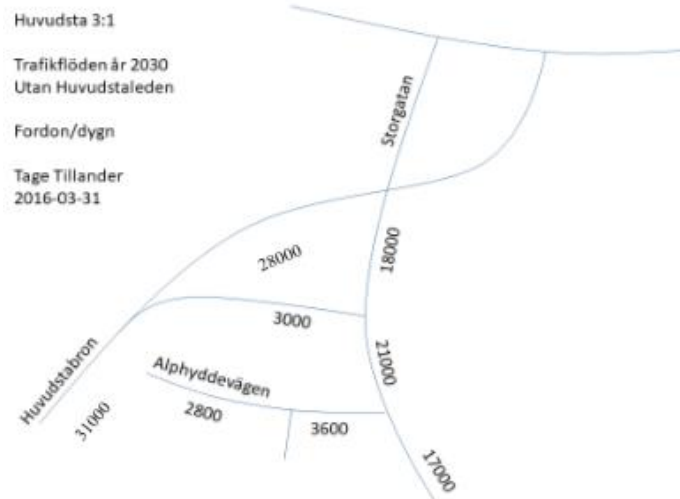 Huvudsta 3:1
Trafikflöden år 2030
Utan Huvudstaleden
Fordon/dygn
Tage Tillander
2016-03-31
Storgatan
18000
28000
3000
Huvudstabron
31000
Alphyddevägen
2800
3600
21000
17000